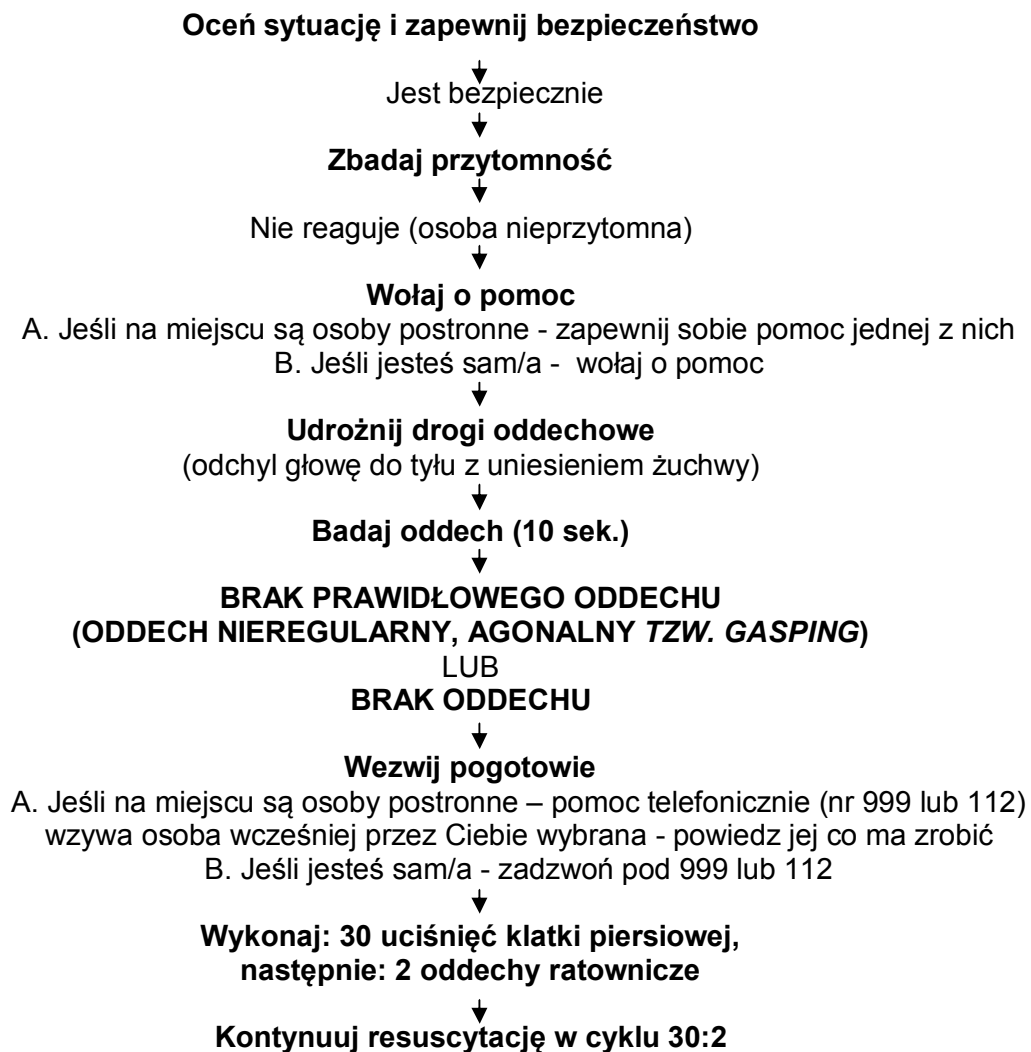 Oceń sytuację i zapewnij bezpieczeństwo
Jest bezpiecznie
Zbadaj przytomność
Nie reaguje (osoba nieprzytomna)
Wołaj o pomoc
A. Jeśli na miejscu są osoby postronne - zapewnij sobie pomoc jednej z nich
B. Jeśli jesteś sam/a - wołaj o pomoc
Udrożnij drogi oddechowe
(odchyl głowę do tyłu z uniesieniem żuchwy)
Badaj oddech (10 sek.)
BRAK PRAWIDŁOWEGO ODDECHU
(ODDECH NIEREGULARNY, AGONALNY TZW. GASPING)
LUB
BRAK ODDECHU
Wezwij pogotowie
A. Jeśli na miejscu są osoby postronne – pomoc telefonicznie (nr 999 lub 112)
wzywa osoba wcześniej przez Ciebie wybrana - powiedz jej co ma zrobić
B. Jeśli jesteś sam/a - zadzwoń pod 999 lub 112
Wykonaj: 30 uciśnięć klatki piersiowej,
następnie: 2 oddechy ratownicze
Kontynuuj resuscytację w cyklu 30:2